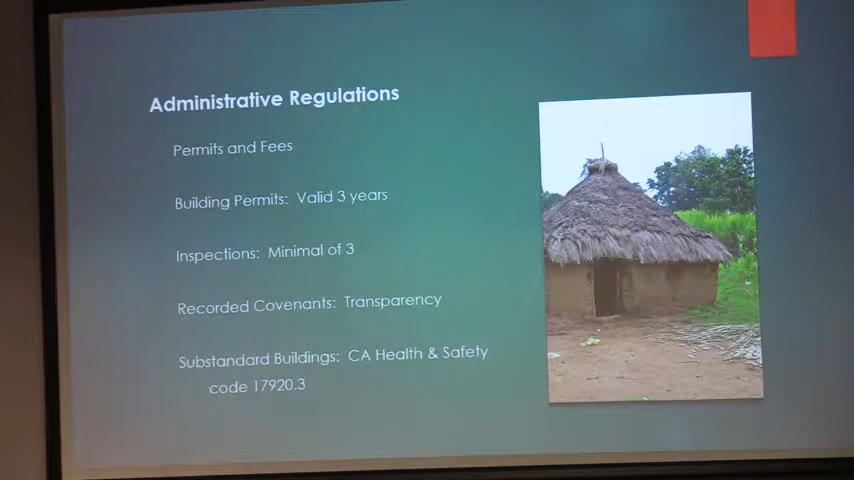 Administrative Regulations
Permits and Fees
Building Permits: Valid 3 years
Inspections: Minimal of 3
Recorded Covenants: Transparency
Substandard Buildings: CA Health & Safety
code 17920.3